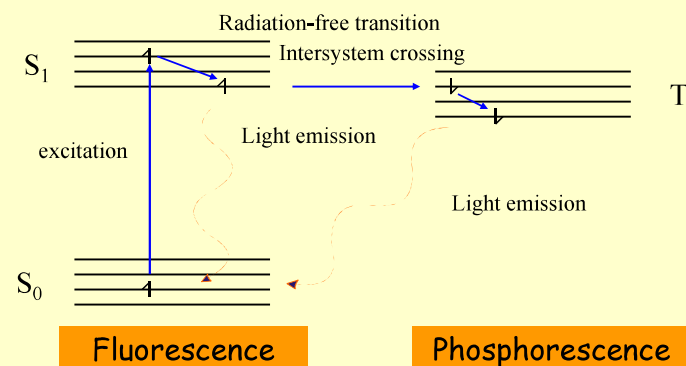 Radiation-free transition
Intersystem crossing
S₁
T
excitation
Light emission
Light emission
S₀
Fluorescence
Phosphorescence